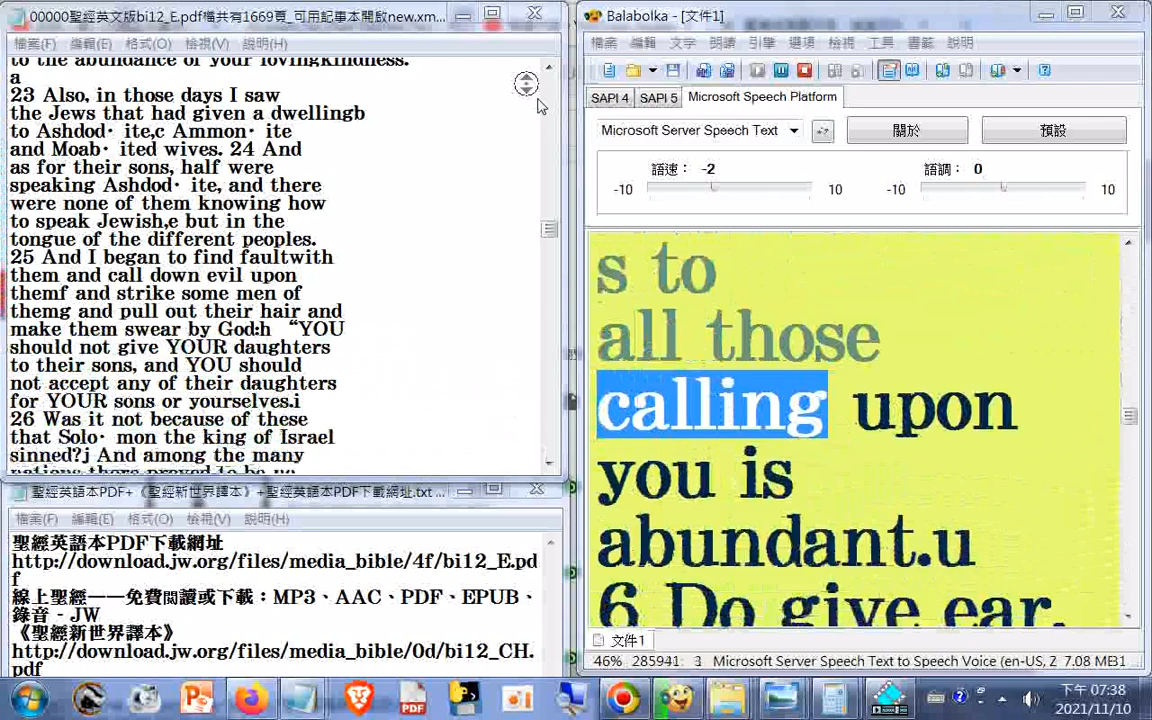 00000聖經英文版bi12_E.pdf檔共有1669頁_可用記事本開啟new.xm...
檔案(F) 編輯(E) 格式(O) 檢視(V) 說明(H)
to the abundance of your lovingkindness.
a
23 Also, in those days I saw
the Jews that had given a dwellingb
to Ashdod· ite,c Ammon· ite
and Moab· ited wives. 24 And
as for their sons, half were
speaking Ashdod· ite, and there
were none of them knowing how
to speak Jewish,e but in the
tongue of the different peoples.
25 And I began to find faultwith
them and call down evil upon
themf and strike some men of
themg and pull out their hair and
make them swear by God:h “YOU
should not give YOUR daughters
to their sons, and YOU should
not accept any of their daughters
for YOUR sons or yourselves.i
26 Was it not because of these
that Solo· mon the king of Israel
sinned?j And among the many
nations there proved to be no
聖經英語本PDF+《聖經新世界譯本》+聖經英語本PDF下載網址.txt ...
檔案(F) 編輯(E) 格式(O) 檢視(V) 說明(H)
聖經英語本PDF下載網址
http://download.jw.org/files/media_bible/4f/bi12_E.pd
f
線上聖經——免費閱讀或下載：MP3、AAC、PDF、EPUB、
錄音 - JW
《聖經新世界譯本》
http://download.jw.org/files/media_bible/0d/bi12_CH.
pdf
Balabolka - [文件1]
檔案 編輯 文字 朗讀 引擎 選項 檢視 工具 書籤 說明
SAPI 4 SAPI 5 Microsoft Speech Platform
Microsoft Server Speech Text 關於 預設
語速： -2 語調： 0
-10 10 -10 10
s to
all those
calling upon
you is
abundant.u
6 Do give ear,
文件1
46% 285941: Microsoft Server Speech Text to Speech Voice (en-US, Z 7.08 MB1
下午 07:38
2021/11/10